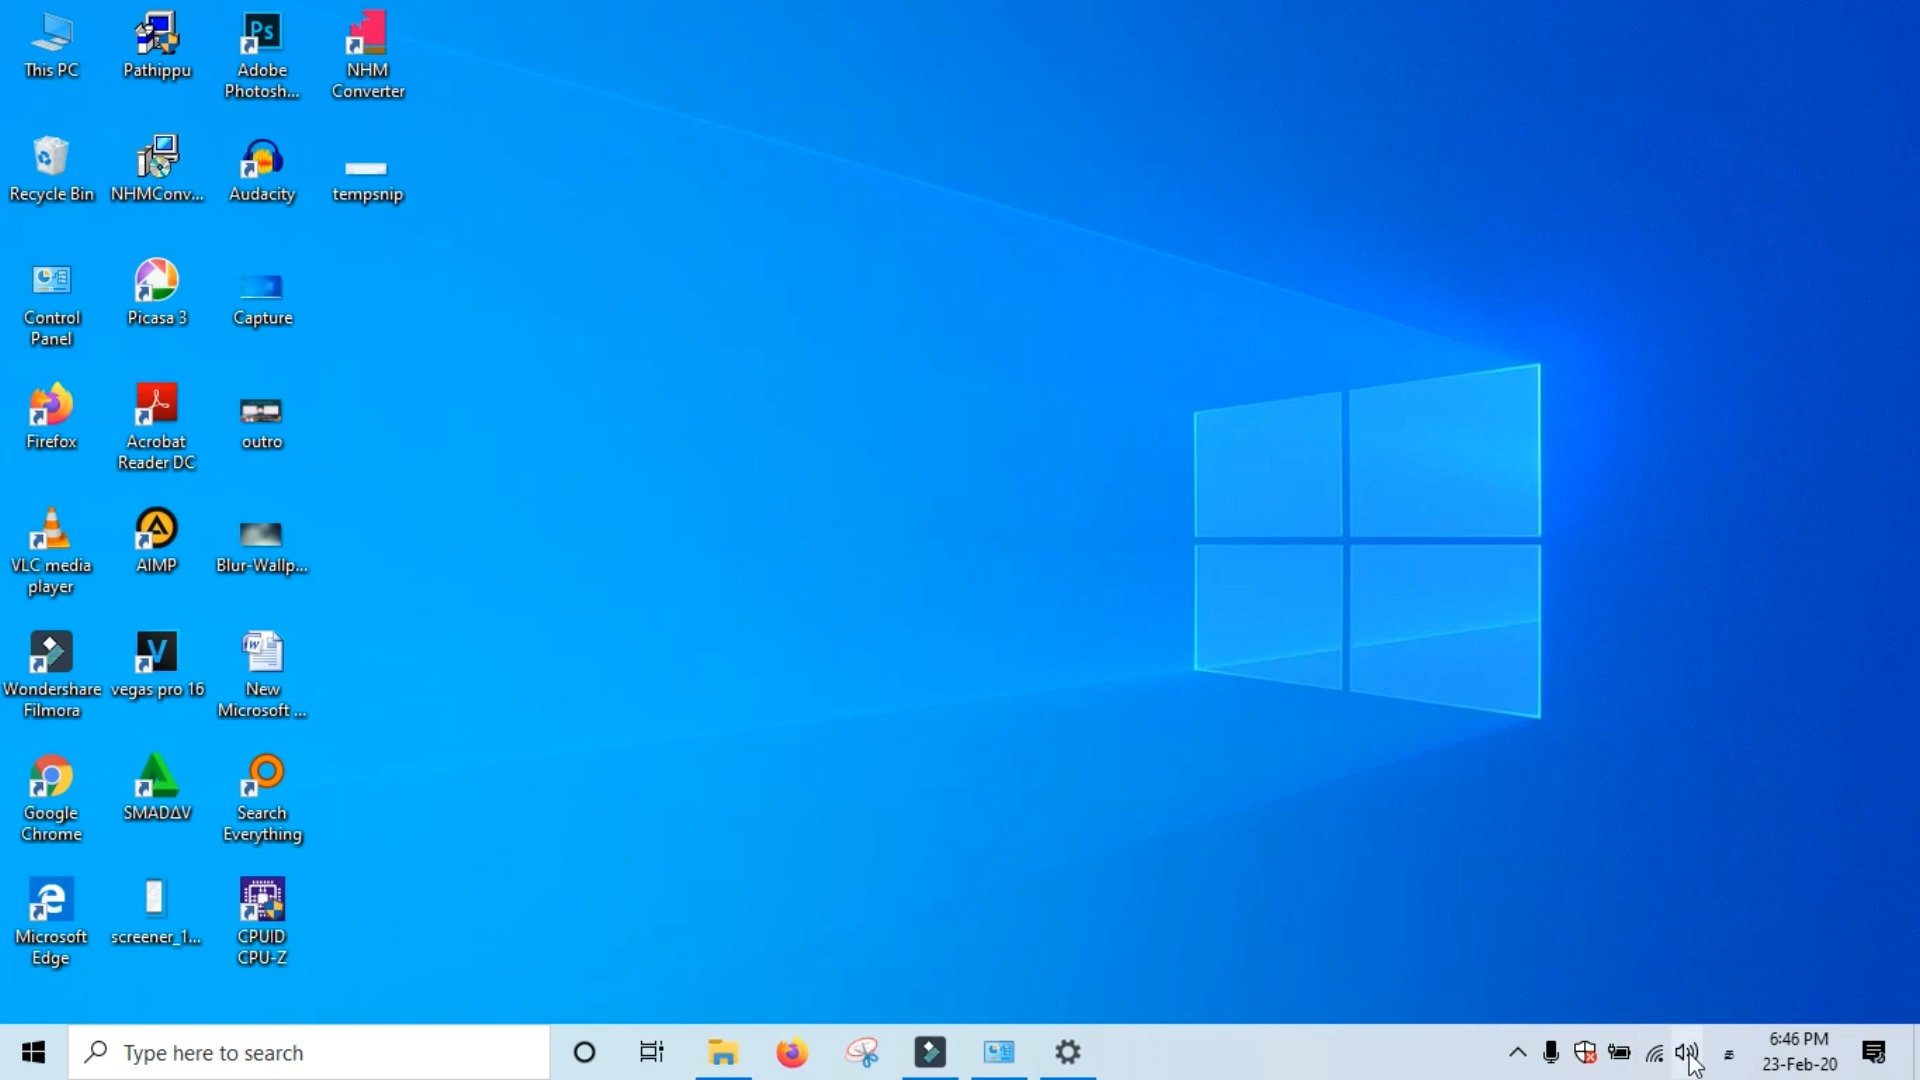 This PC
Pathippu
Ps
Adobe
Photosh...
NHM
Converter
Recycle Bin
NHMConv...
Audacity
tempsnip
Control
Panel
Picasa 3
Capture
Firefox
Acrobat
Reader DC
outro
VLC media
player
AIMP
Blur-Wallp...
Wondershare
Filmora
V
vegas pro 16
W
New
Microsoft ...
Google
Chrome
SMADΔV
Search
Everything
Microsoft
Edge
screener_1...
CPUID
CPU-Z
Type here to search
6:46 PM
23-Feb-20